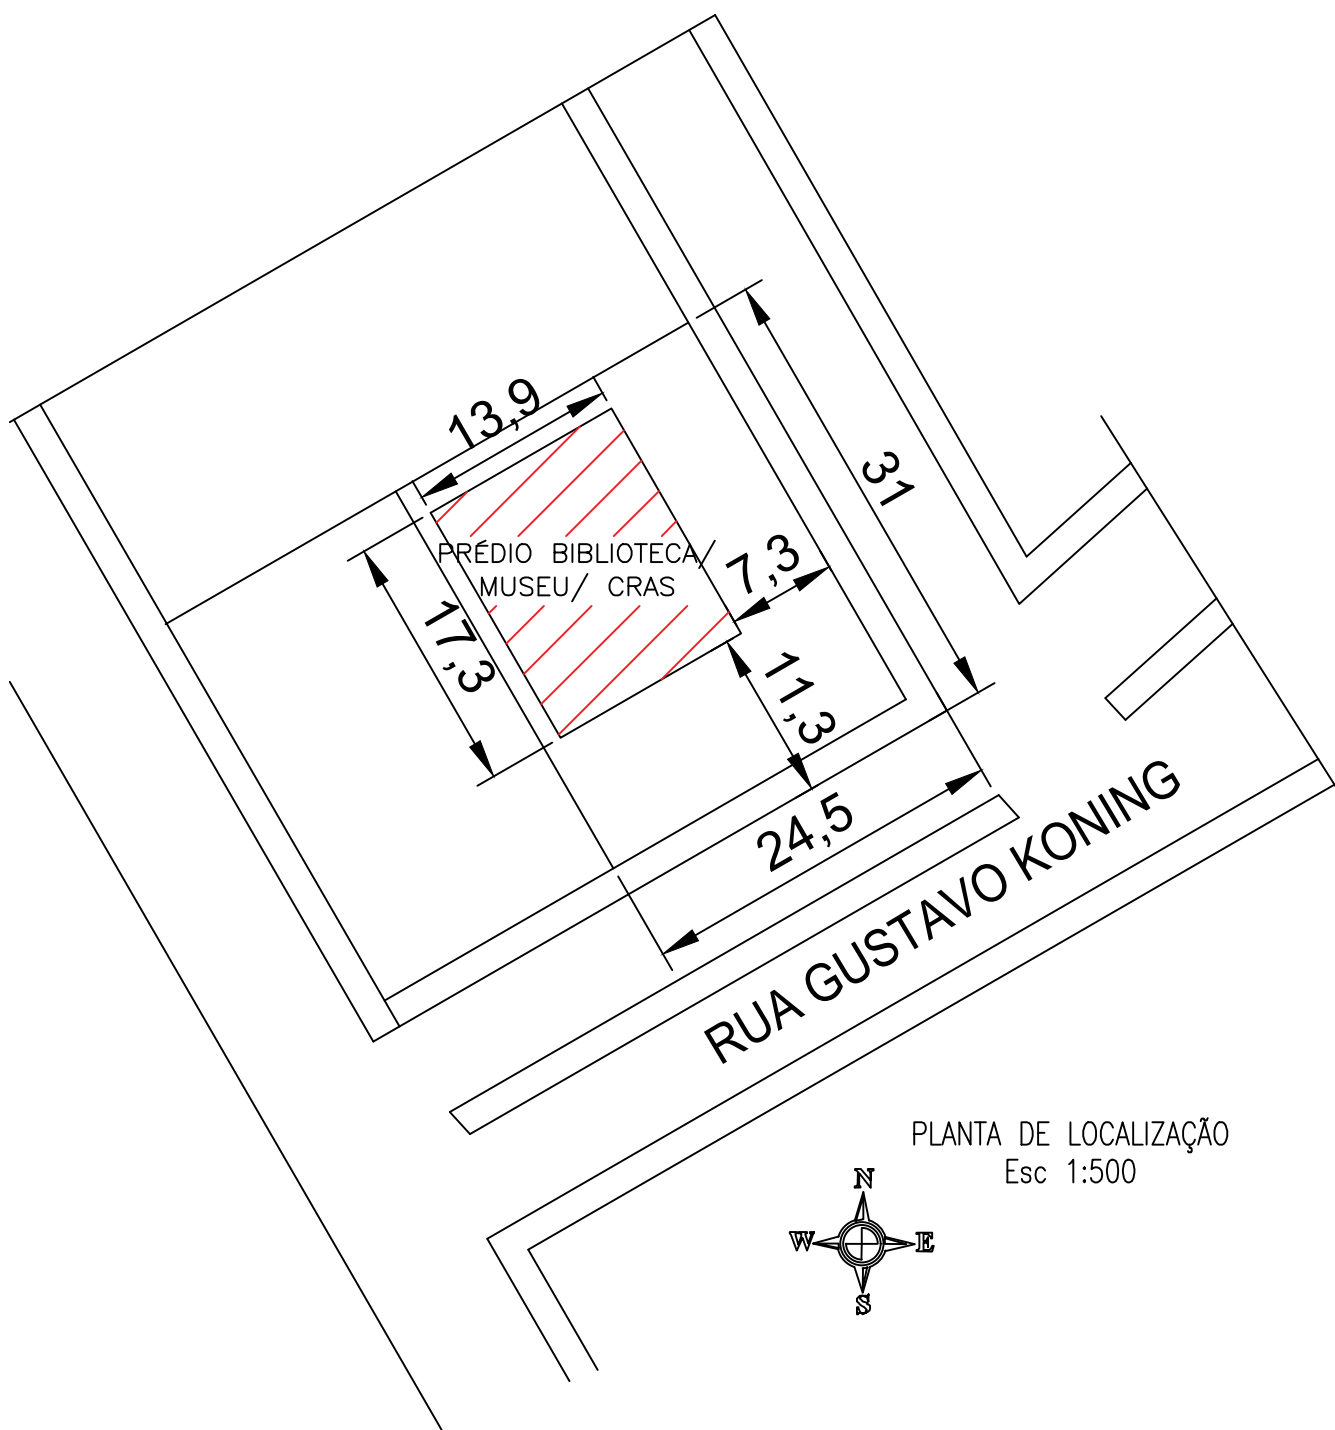 13,9
31
PRÉDIO BIBLIOTECA/
MUSEU/ CRAS
7,3
17,3
11,3
24,5
RUA GUSTAVO KONING
PLANTA DE LOCALIZAÇÃO
Esc 1:500
N
W E
S